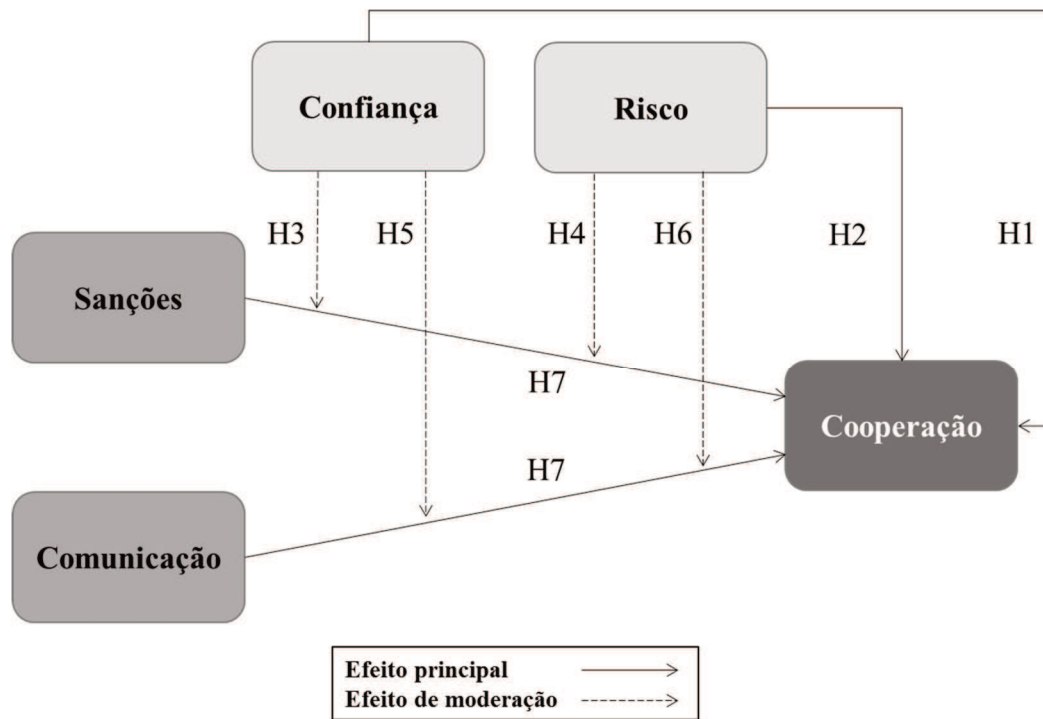 Confiança
Risco
H3
H5
H4
H6
H2
H1
Sanções
H7
Cooperação
H7
Comunicação
Efeito principal
Efeito de moderação